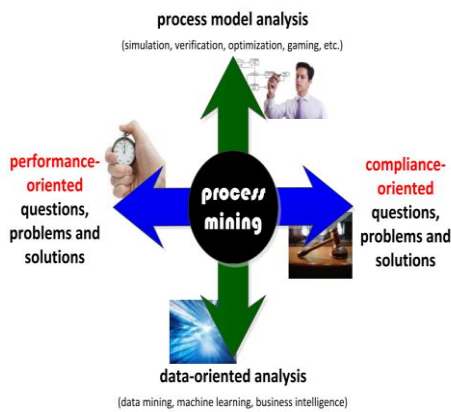 process model analysis
(simulation, verification, optimization, gaming, etc.)
performance-
oriented
questions,
problems and
solutions
process
mining
compliance-
oriented
questions,
problems and
solutions
data-oriented analysis
(data mining, machine learning, business intelligence)